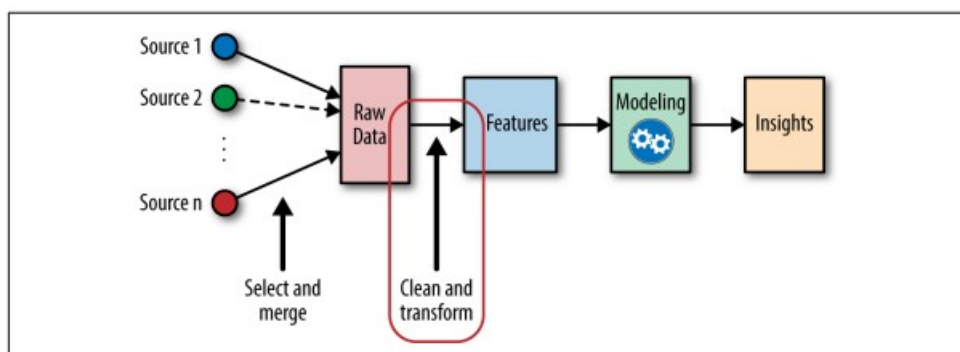 Source 1
Source 2
Source n
Raw
Data
Features
Modeling
Insights
Select and
merge
Clean and
transform